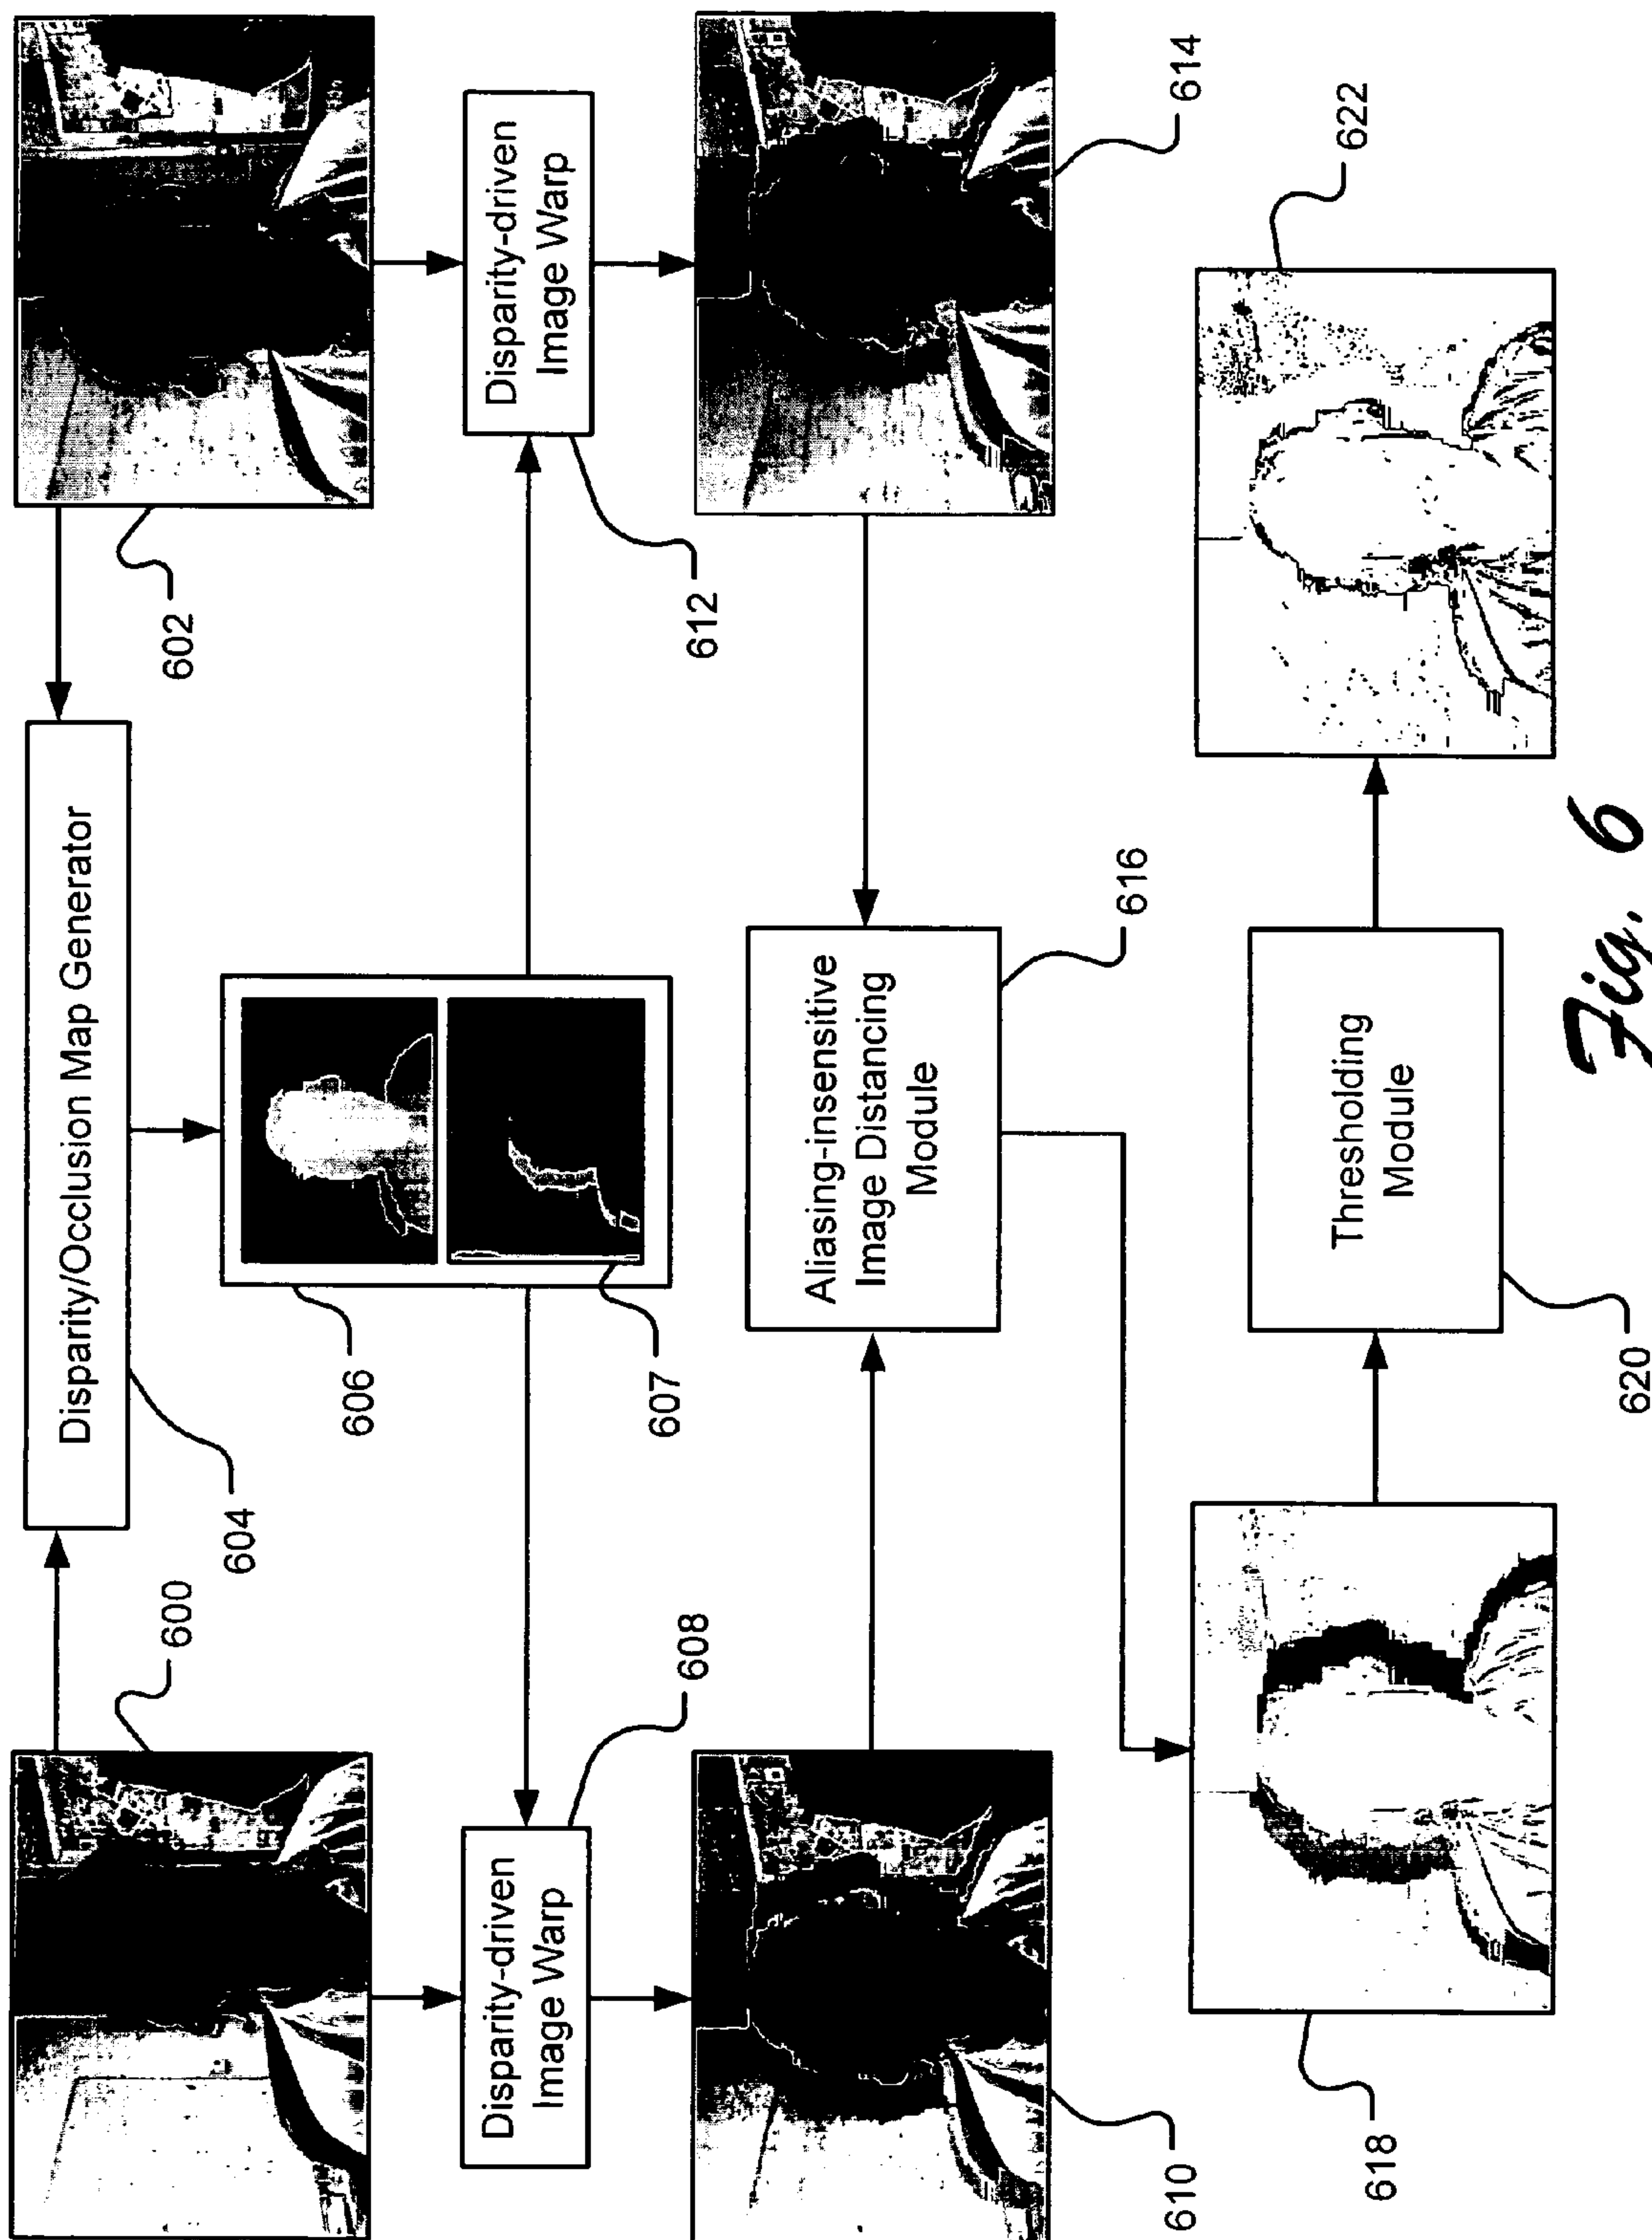 Disparity/Occlusion Map Generator
600
604
602
606
607
Disparity-driven
Image Warp
608
Disparity-driven
Image Warp
612
610
Aliasing-insensitive
Image Distancing
Module
616
614
618
Thresholding
Module
620
622
Fig. 6